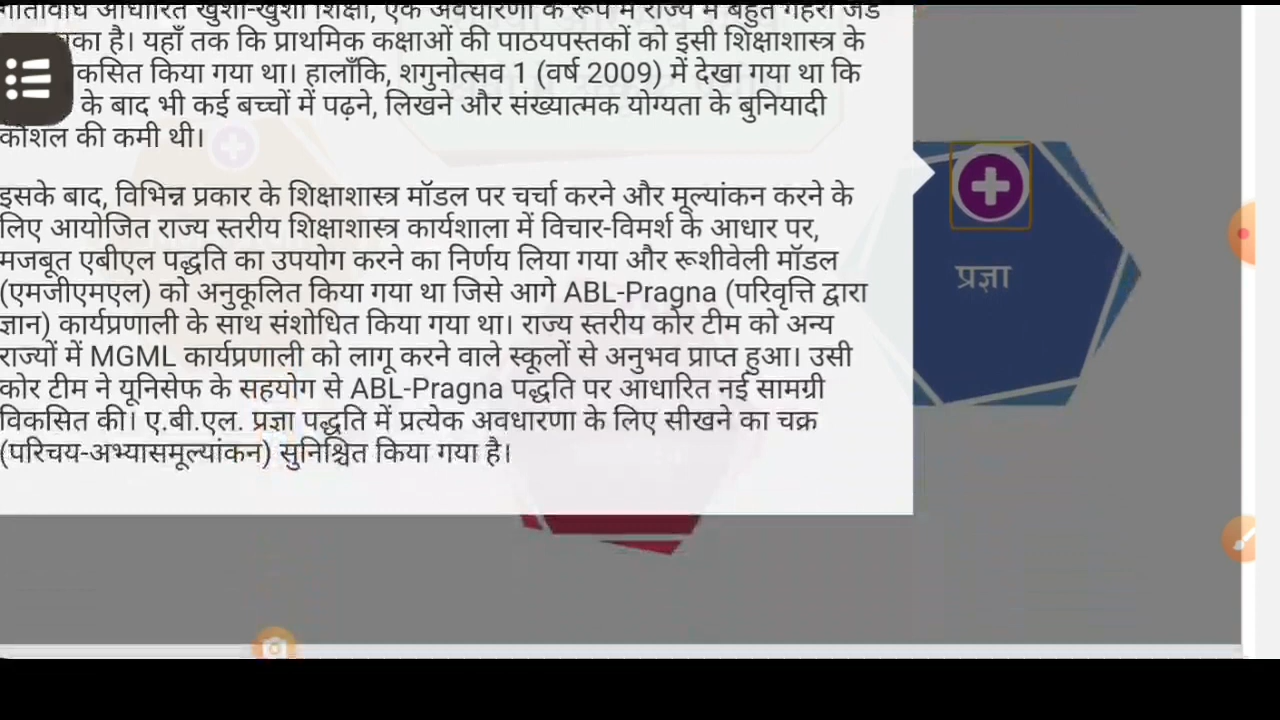 गतिविधि आधारित खुशी-खुशी शिक्षा, एक अवधारणा के रूप में राज्य में बहुत गहरी जड़
है। यहाँ तक कि प्राथमिक कक्षाओं की पाठयपस्तकों को इसी शिक्षाशास्त्र के
किया गया था। हालाँकि, शगुनोत्सव 1 (वर्ष 2009) में देखा गया था कि
के बाद भी कई बच्चों में पढ़ने, लिखने और संख्यात्मक योग्यता के बुनियादी
कौशल की कमी थी।
इसके बाद, विभिन्न प्रकार के शिक्षाशास्त्र मॉडल पर चर्चा करने और मूल्यांकन करने के
लिए आयोजित राज्य स्तरीय शिक्षाशास्त्र कार्यशाला में विचार-विमर्श के आधार पर,
मजबूत एबीएल पद्धति का उपयोग करने का निर्णय लिया गया और रूशीवेली मॉडल
(एमजीएमएल) को अनुकूलित किया गया था जिसे आगे ABL-Pragna (परिवृत्ति द्वारा
ज्ञान) कार्यप्रणाली के साथ संशोधित किया गया था। राज्य स्तरीय कोर टीम को अन्य
राज्यों में MGML कार्यप्रणाली को लागू करने वाले स्कूलों से अनुभव प्राप्त हुआ। उसी
कोर टीम ने यूनिसेफ के सहयोग से ABL-Pragna पद्धति पर आधारित नई सामग्री
विकसित की। ए.बी.एल. प्रज्ञा पद्धति में प्रत्येक अवधारणा के लिए सीखने का चक्र
(परिचय-अभ्यासमूल्यांकन) सुनिश्चित किया गया है।
प्रज्ञा